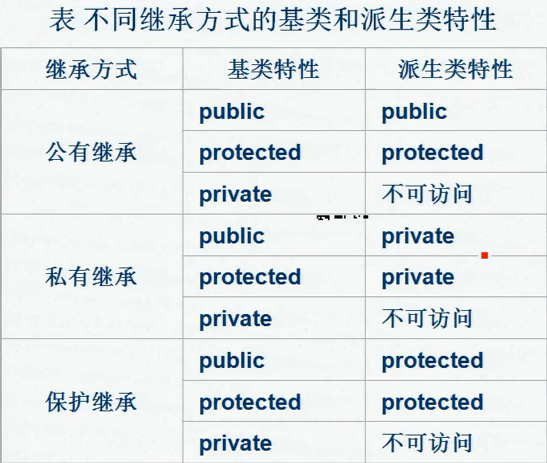 表 不同继承方式的基类和派生类特性
继承方式 基类特性 派生类特性
公有继承
public public
protected protected
private 不可访问
私有继承
public private
protected private
private 不可访问
保护继承
public protected
protected protected
private 不可访问